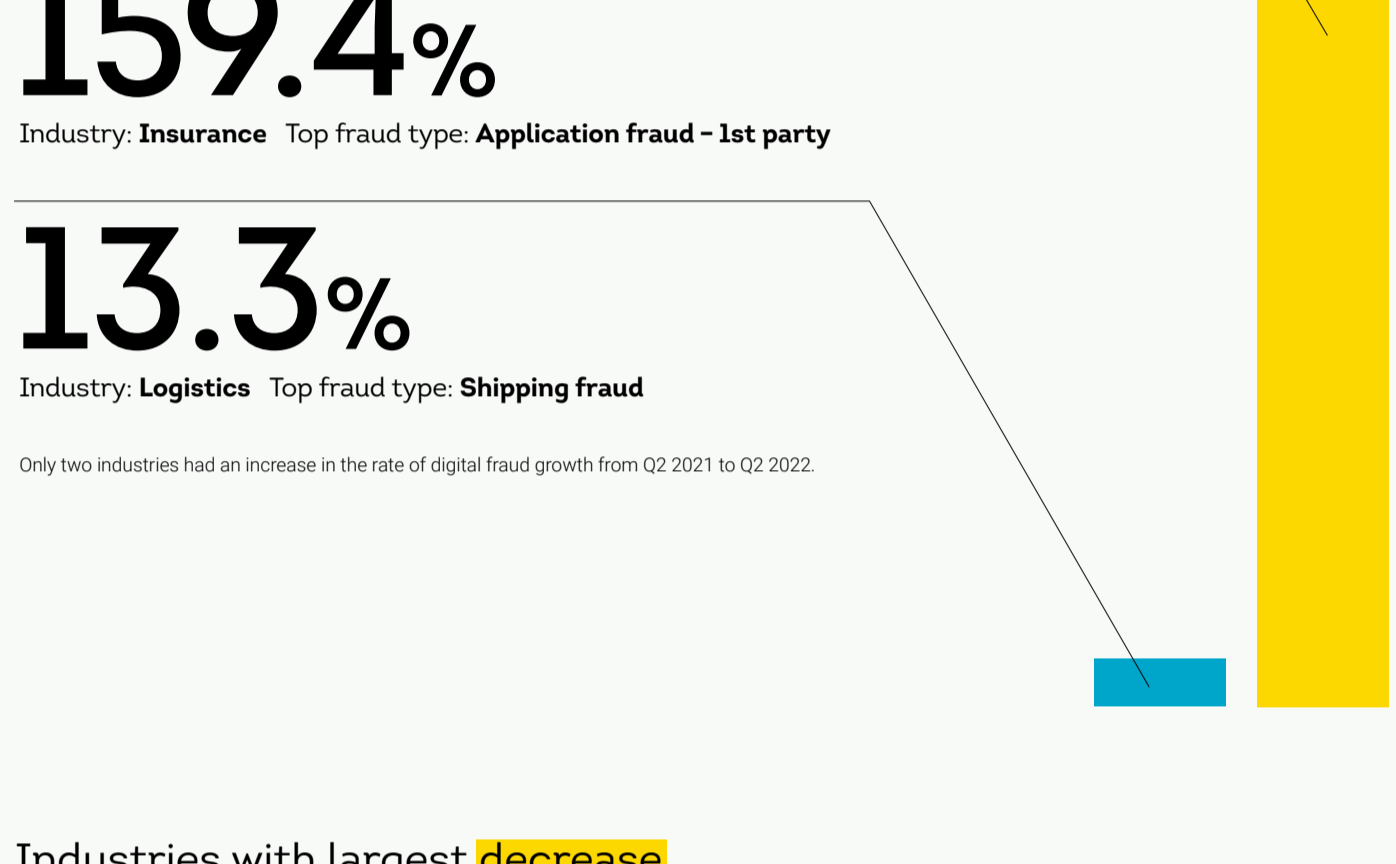 159.4%
Industry: Insurance Top fraud type: Application fraud – 1st party
13.3%
Industry: Logistics Top fraud type: Shipping fraud
Only two industries had an increase in the rate of digital fraud growth from Q2 2021 to Q2 2022.
Industries with largest decrease